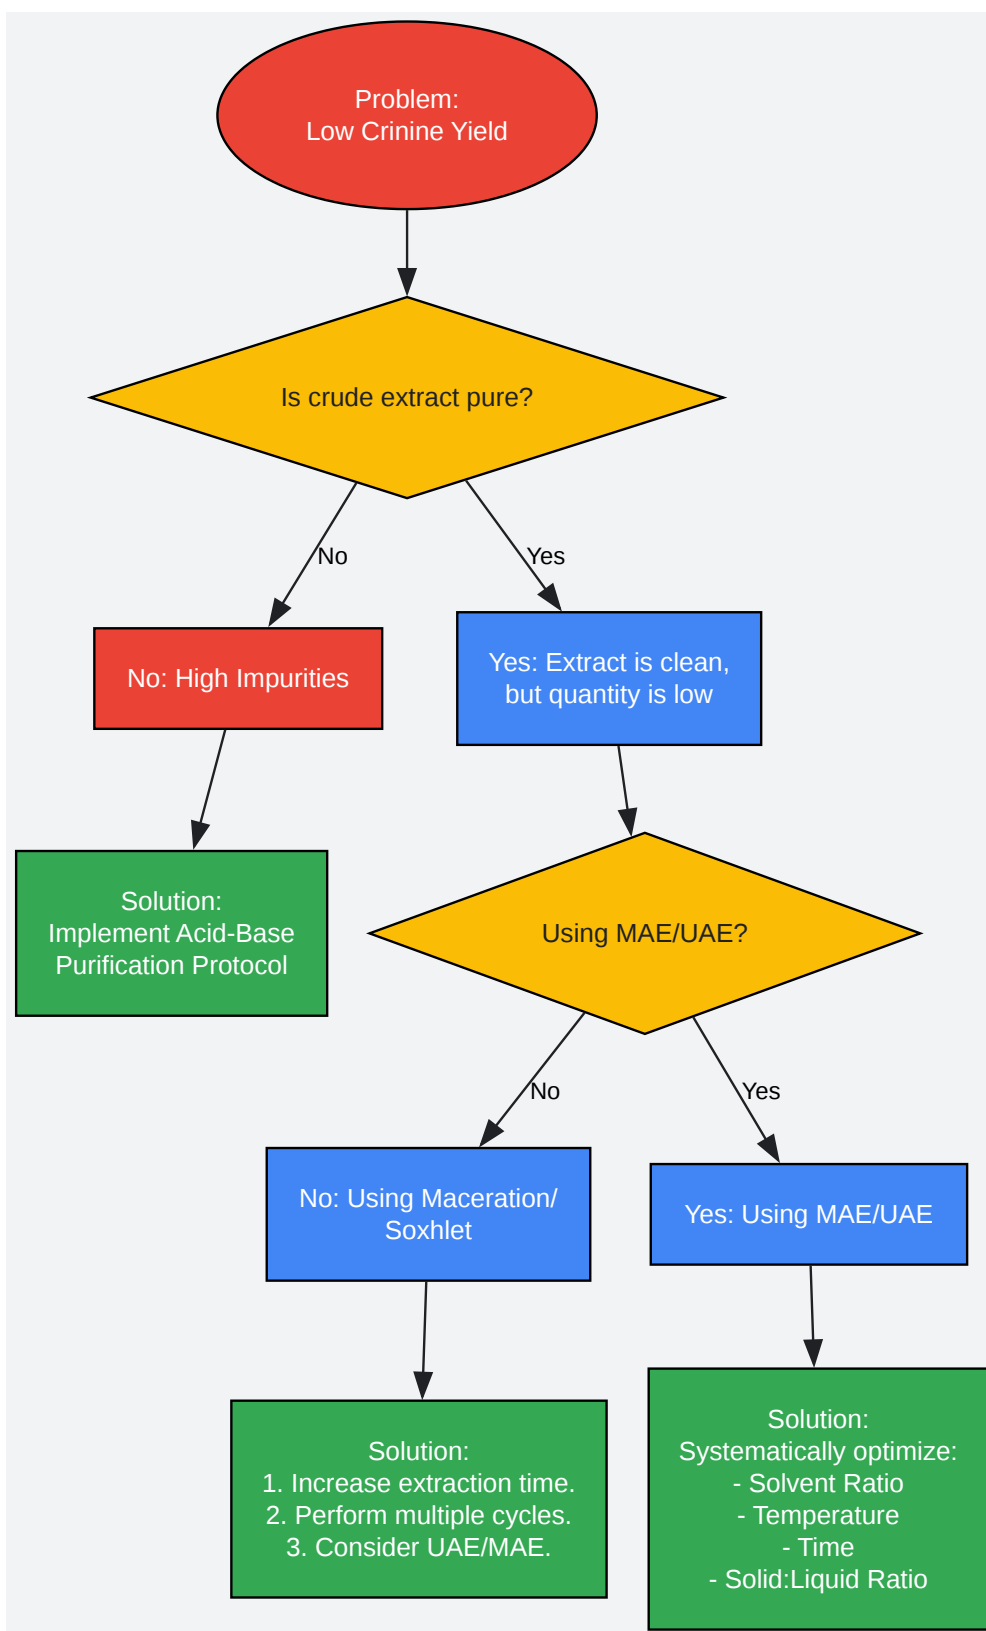 Problem:
Low Crinine Yield
Is crude extract pure?
No
Yes
No: High Impurities
Yes: Extract is clean,
but quantity is low
Solution:
Implement Acid-Base
Purification Protocol
Using MAE/UAE?
No
Yes
No: Using Maceration/
Soxhlet
Yes: Using MAE/UAE
Solution:
1. Increase extraction time.
2. Perform multiple cycles.
3. Consider UAE/MAE.
Solution:
Systematically optimize:
- Solvent Ratio
- Temperature
- Time
- Solid:Liquid Ratio